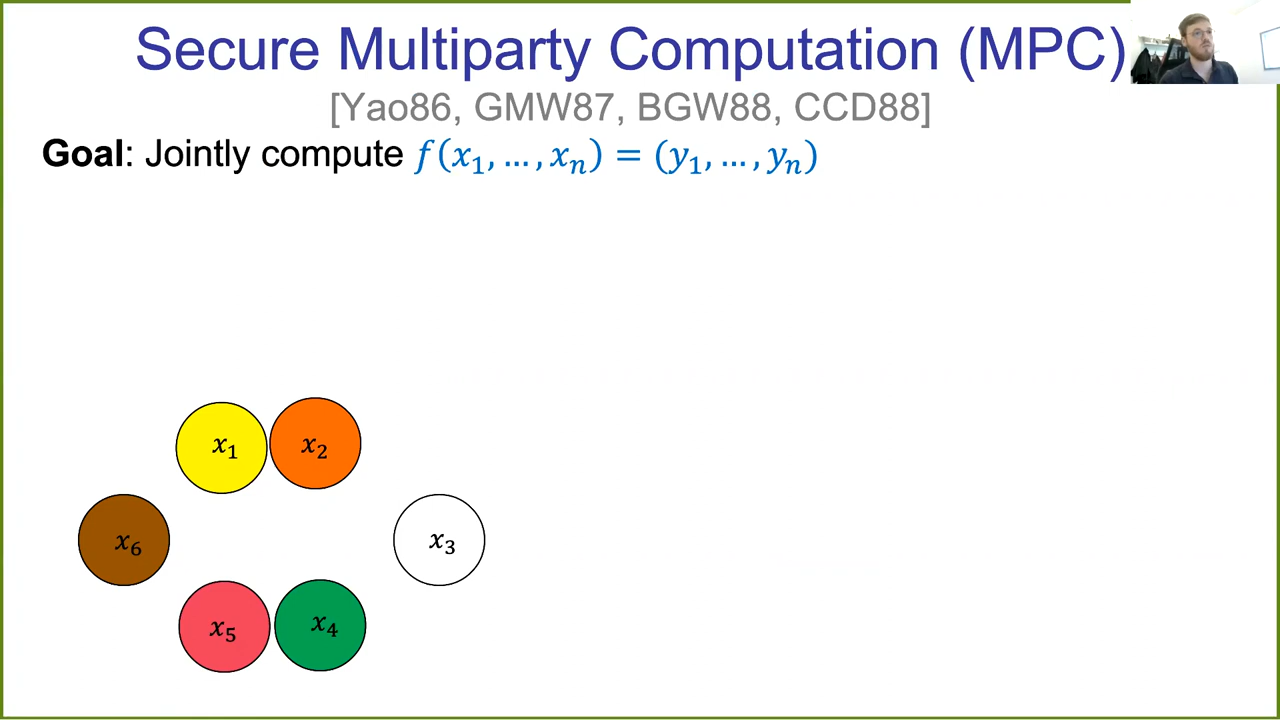 Secure Multiparty Computation (MPC)
[Yao86, GMW87, BGW88, CCD88]
Goal: Jointly compute 𝑓(𝑥₁, … , 𝑥ₙ) = (𝑦₁, … , 𝑦ₙ)
𝑥₁ 𝑥₂
𝑥₆ 𝑥₃
𝑥₅ 𝑥₄